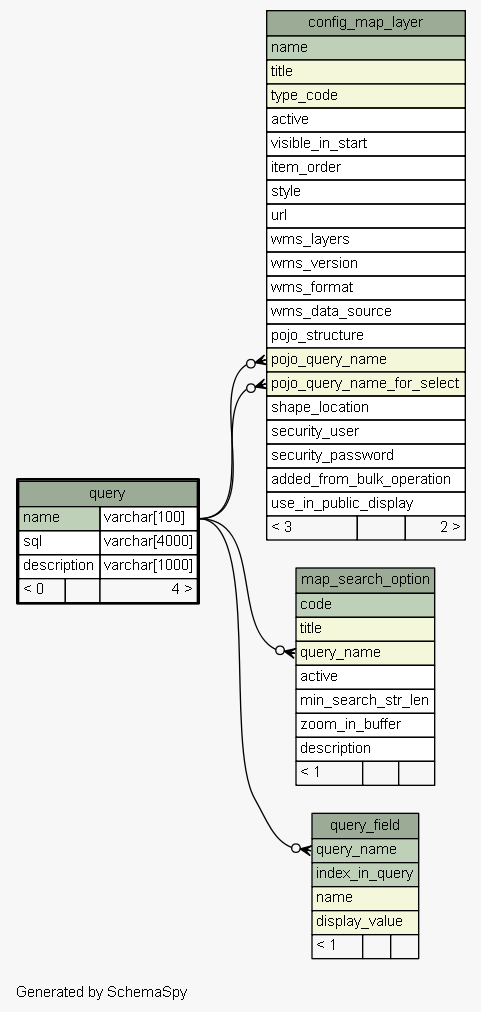 config_map_layer
name
title
type_code
active
visible_in_start
item_order
style
url
wms_layers
wms_version
wms_format
wms_data_source
pojo_structure
pojo_query_name
pojo_query_name_for_select
shape_location
security_user
security_password
added_from_bulk_operation
use_in_public_display
< 3 2 >
query
name varchar[100]
sql varchar[4000]
description varchar[1000]
< 0 4 >
map_search_option
code
title
query_name
active
min_search_str_len
zoom_in_buffer
description
< 1
query_field
query_name
index_in_query
name
display_value
< 1
Generated by SchemaSpy